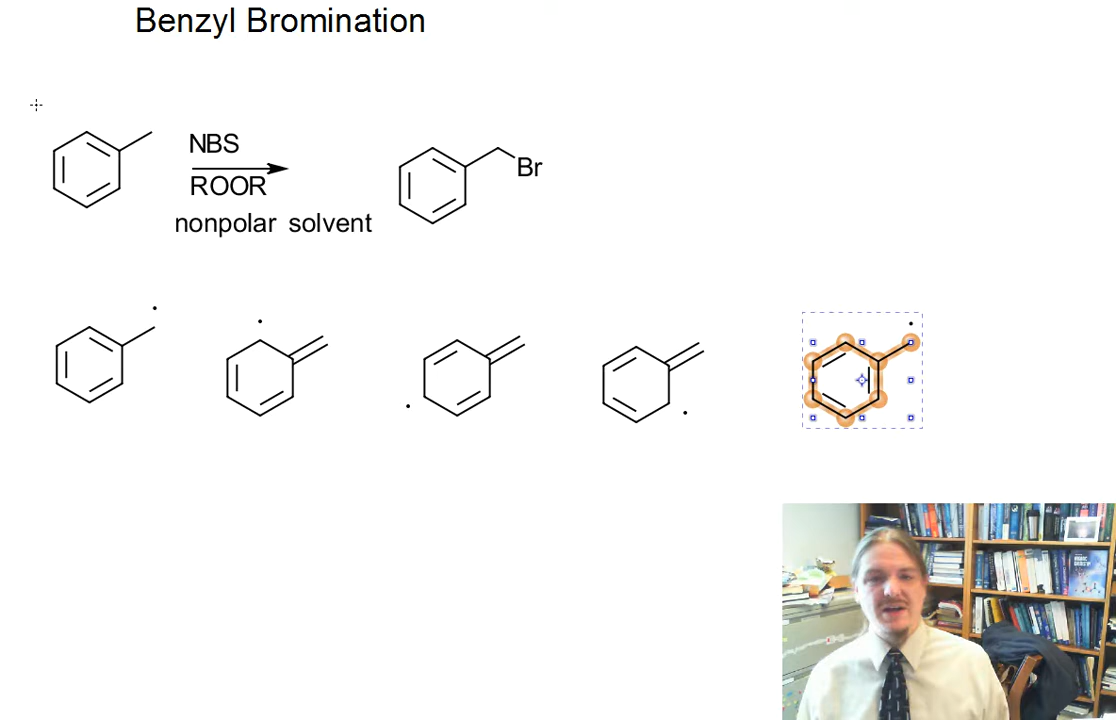 Benzyl Bromination
NBS
ROOR
nonpolar solvent
Br